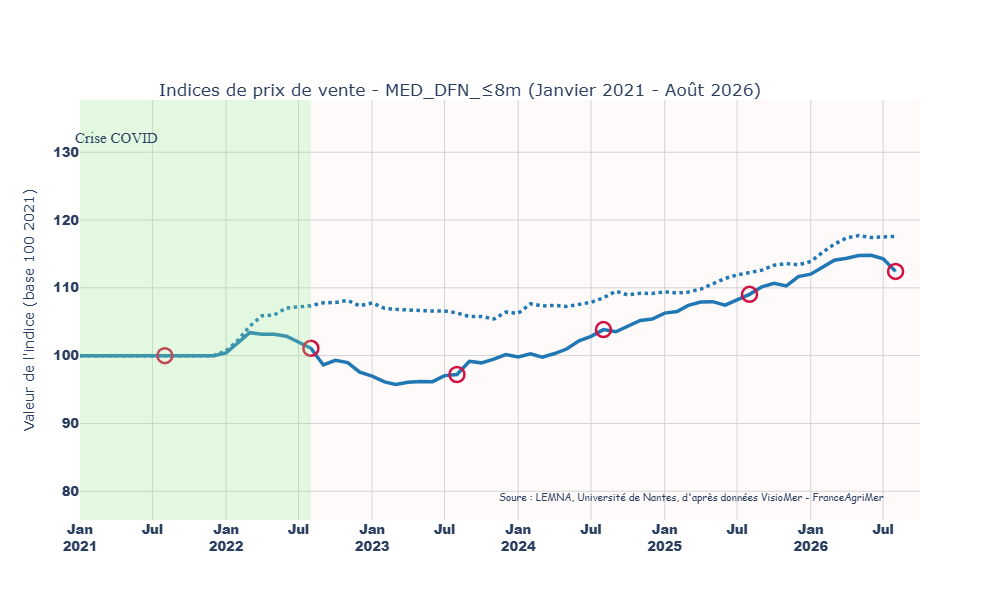 Indices de prix de vente - MED_DFN_≤8m (Janvier 2021 - Août 2026)
Crise COVID
Valeur de l'indice (base 100 2021)
130
120
110
100
90
80
Soure : LEMNA, Université de Nantes, d'après données VisioMer - FranceAgriMer
Jan Jul Jan Jul Jan Jul Jan Jul Jan Jul Jan Jul
2021 2022 2023 2024 2025 2026